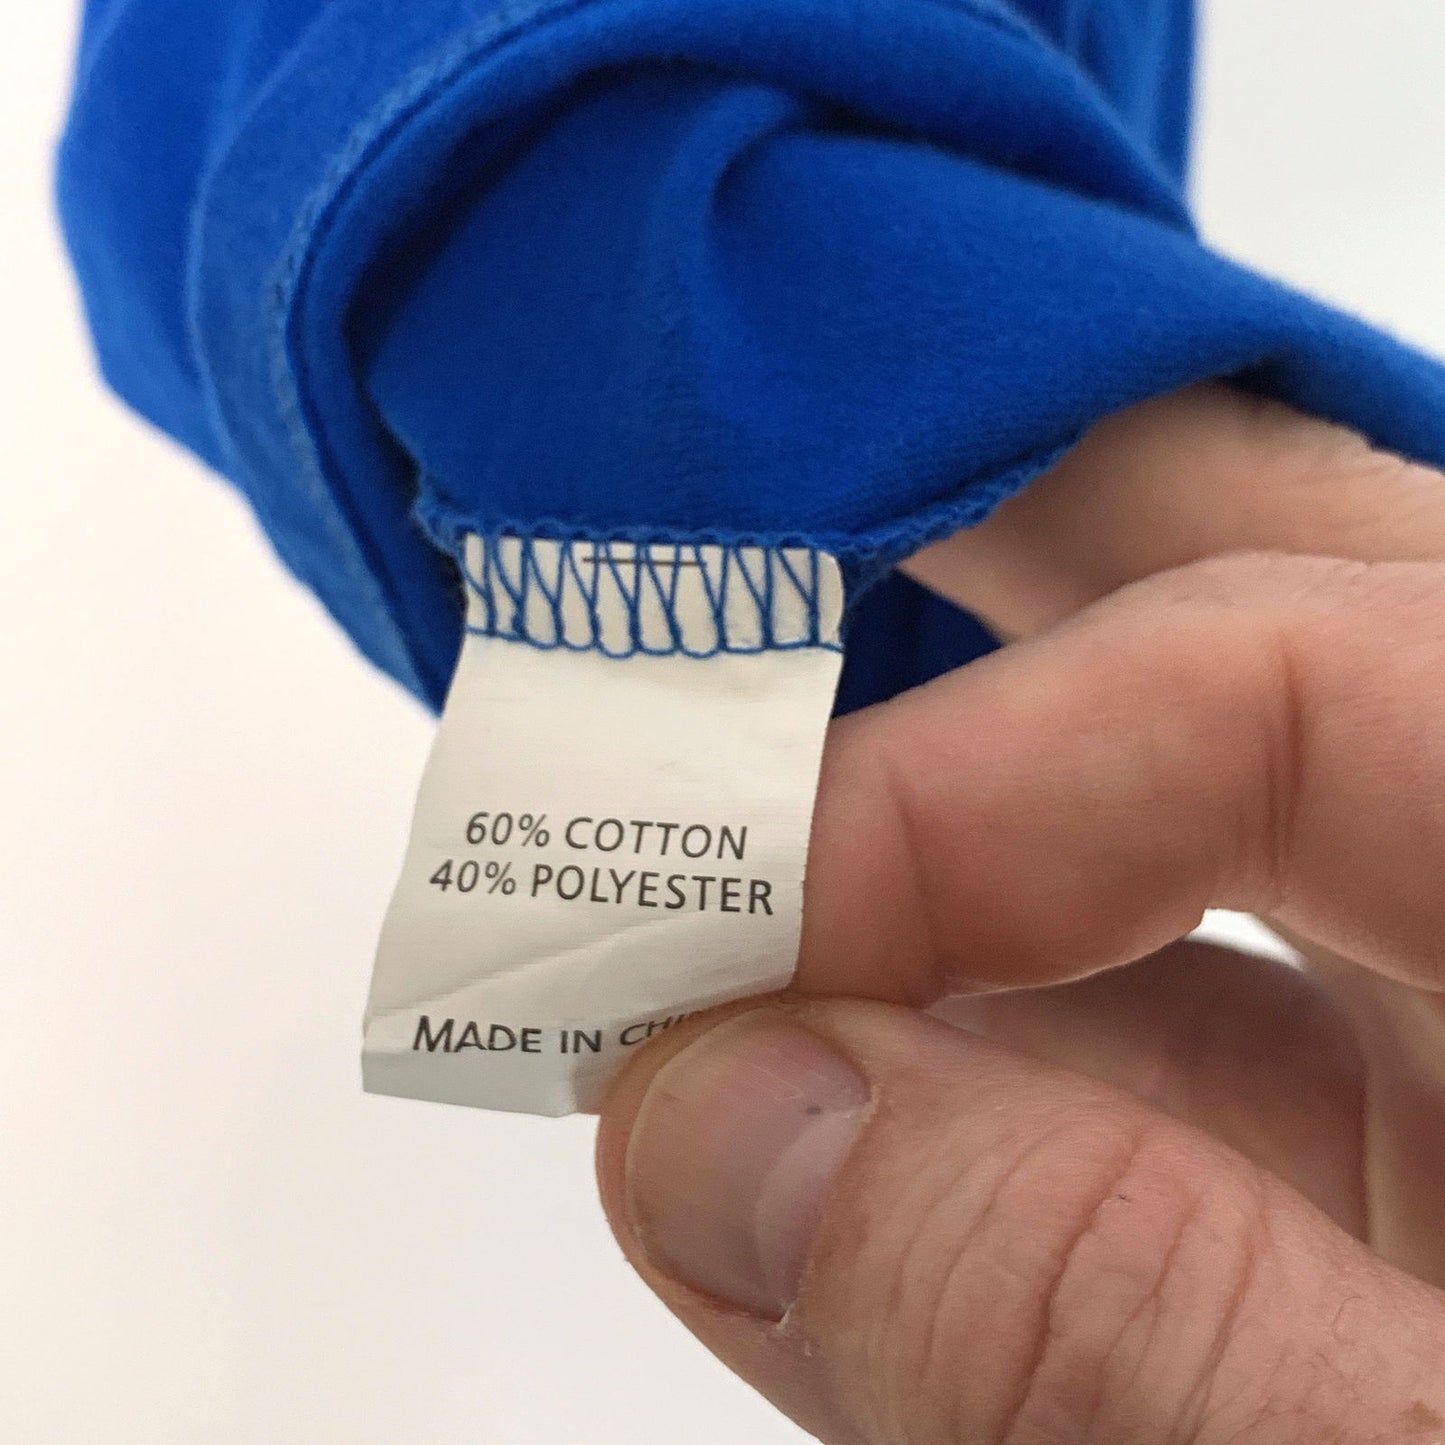 60% COTTON
40% POLYESTER
MADE IN